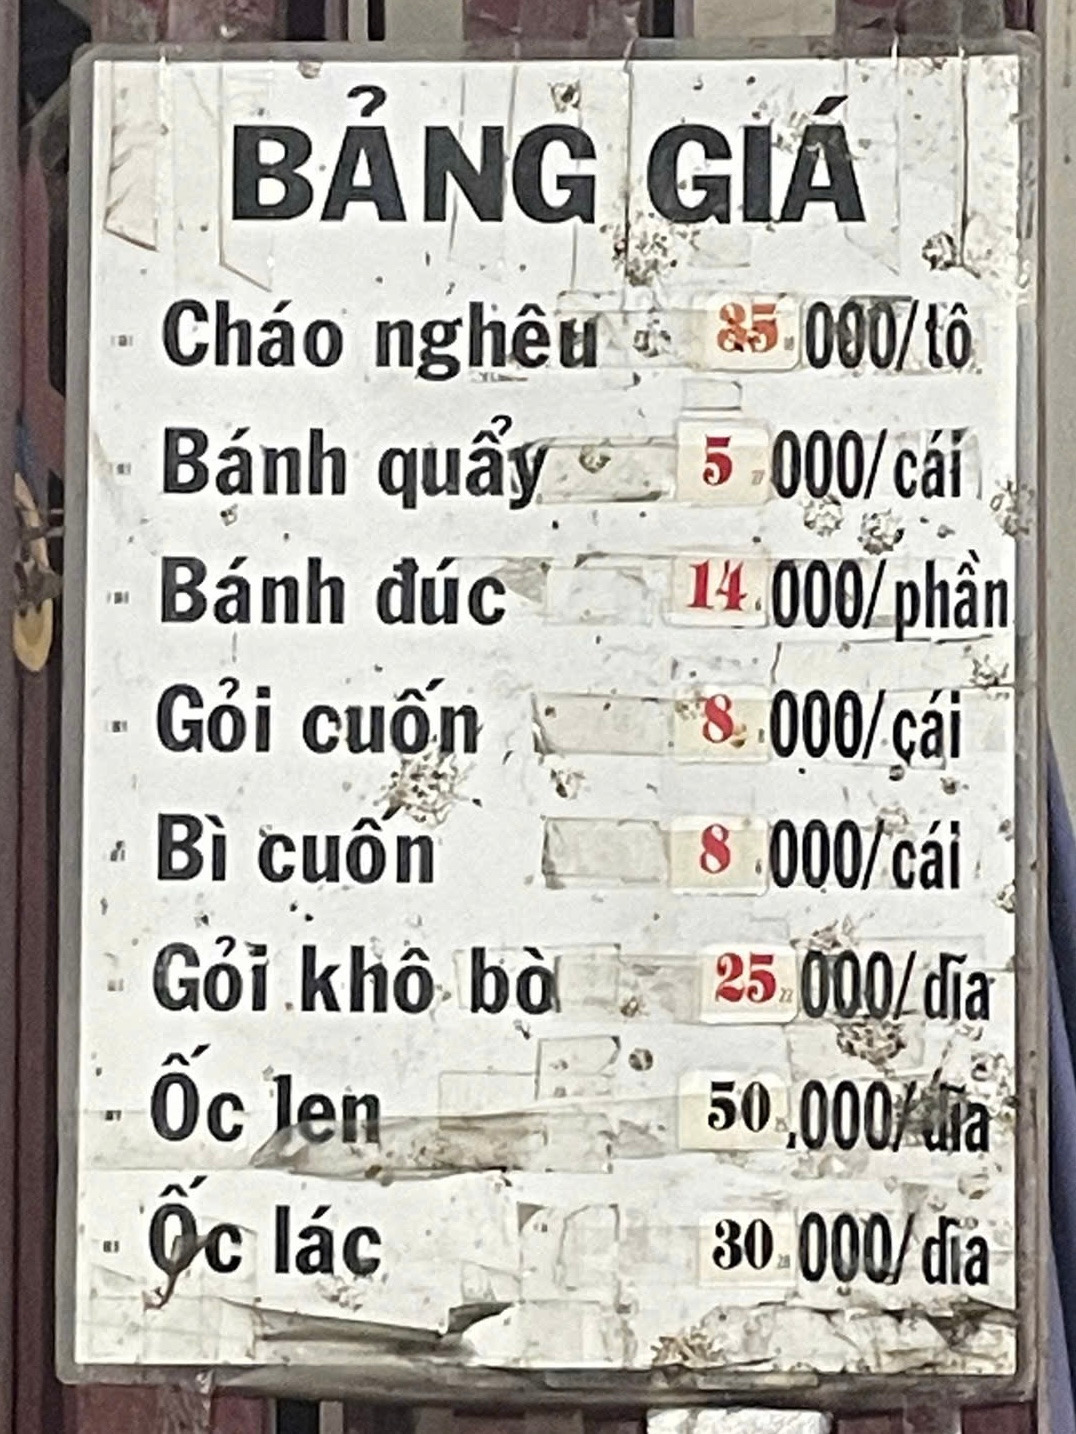 BẢNG GIÁ
Cháo nghêu 35.000/tô
Bánh quẩy 5.000/cái
Bánh đúc 14.000/phần
Gỏi cuốn 8.000/cái
Bì cuốn 8.000/cái
Gỏi khô bò 25.000/dĩa
Ốc len 50.000/dĩa
Ốc lác 30.000/dĩa